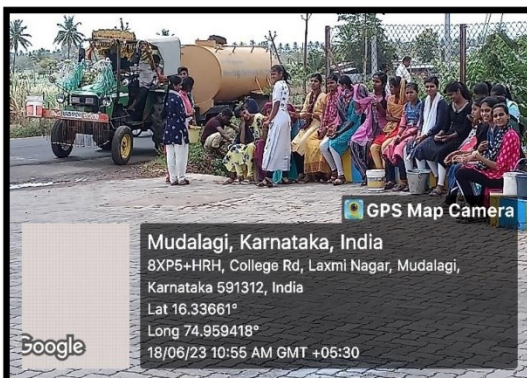 GPS Map Camera
Mudalagi, Karnataka, India
8XP5+HRH, College Rd, Laxmi Nagar, Mudalagi,
Karnataka 591312, India
Lat 16.33661°
Long 74.959418°
18/06/23 10:55 AM GMT +05:30
Google